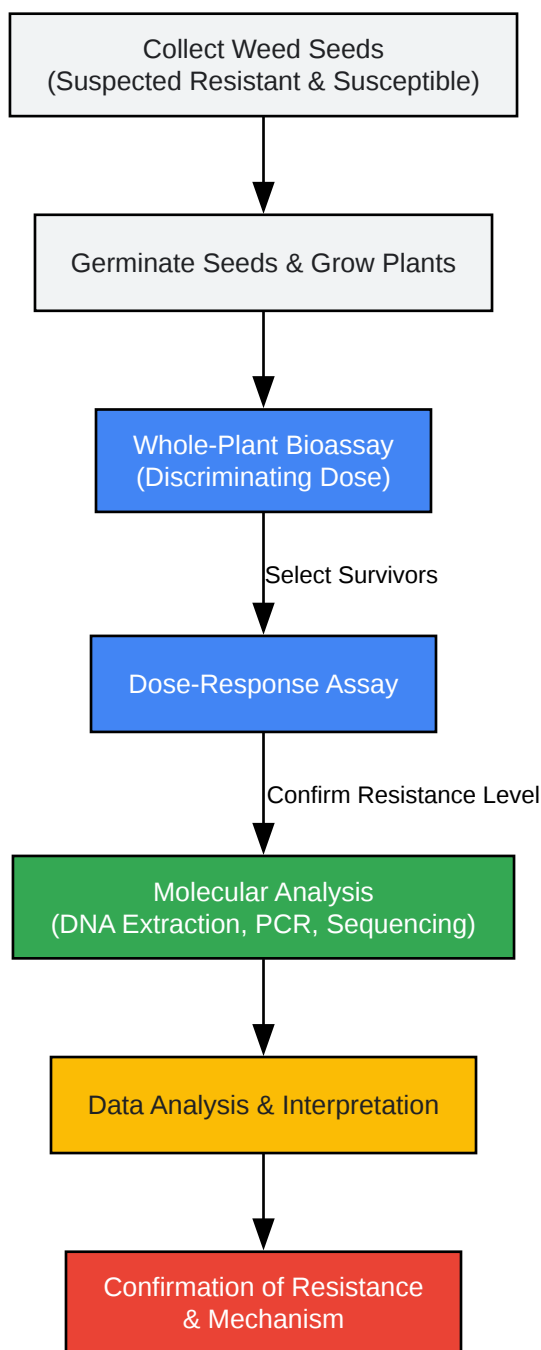 Collect Weed Seeds
(Suspected Resistant & Susceptible)
Germinate Seeds & Grow Plants
Whole-Plant Bioassay
(Discriminating Dose)
Select Survivors
Dose-Response Assay
Confirm Resistance Level
Molecular Analysis
(DNA Extraction, PCR, Sequencing)
Data Analysis & Interpretation
Confirmation of Resistance
& Mechanism